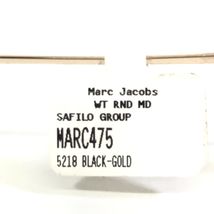 Marc Jacobs
WT RND MD
SAFILO GROUP
MARC475
5218 BLACK-GOLD